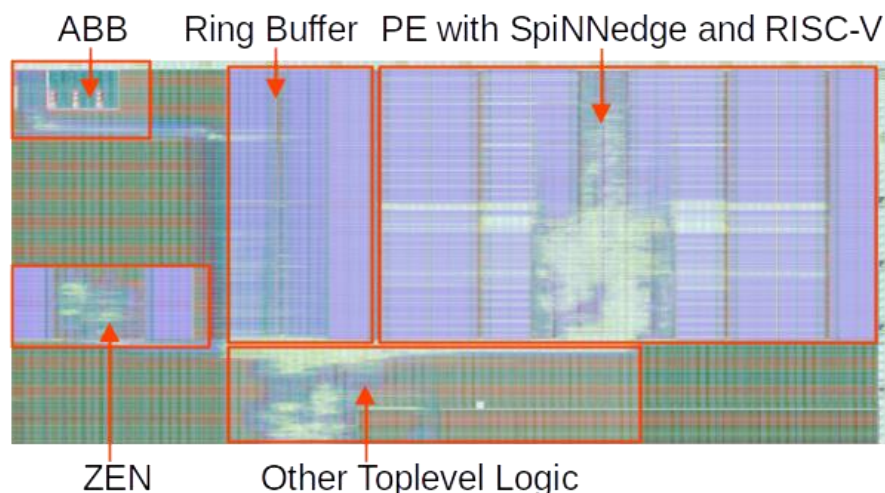 ABB Ring Buffer PE with SpiNNedge and RISC-V
ZEN Other Toplevel Logic